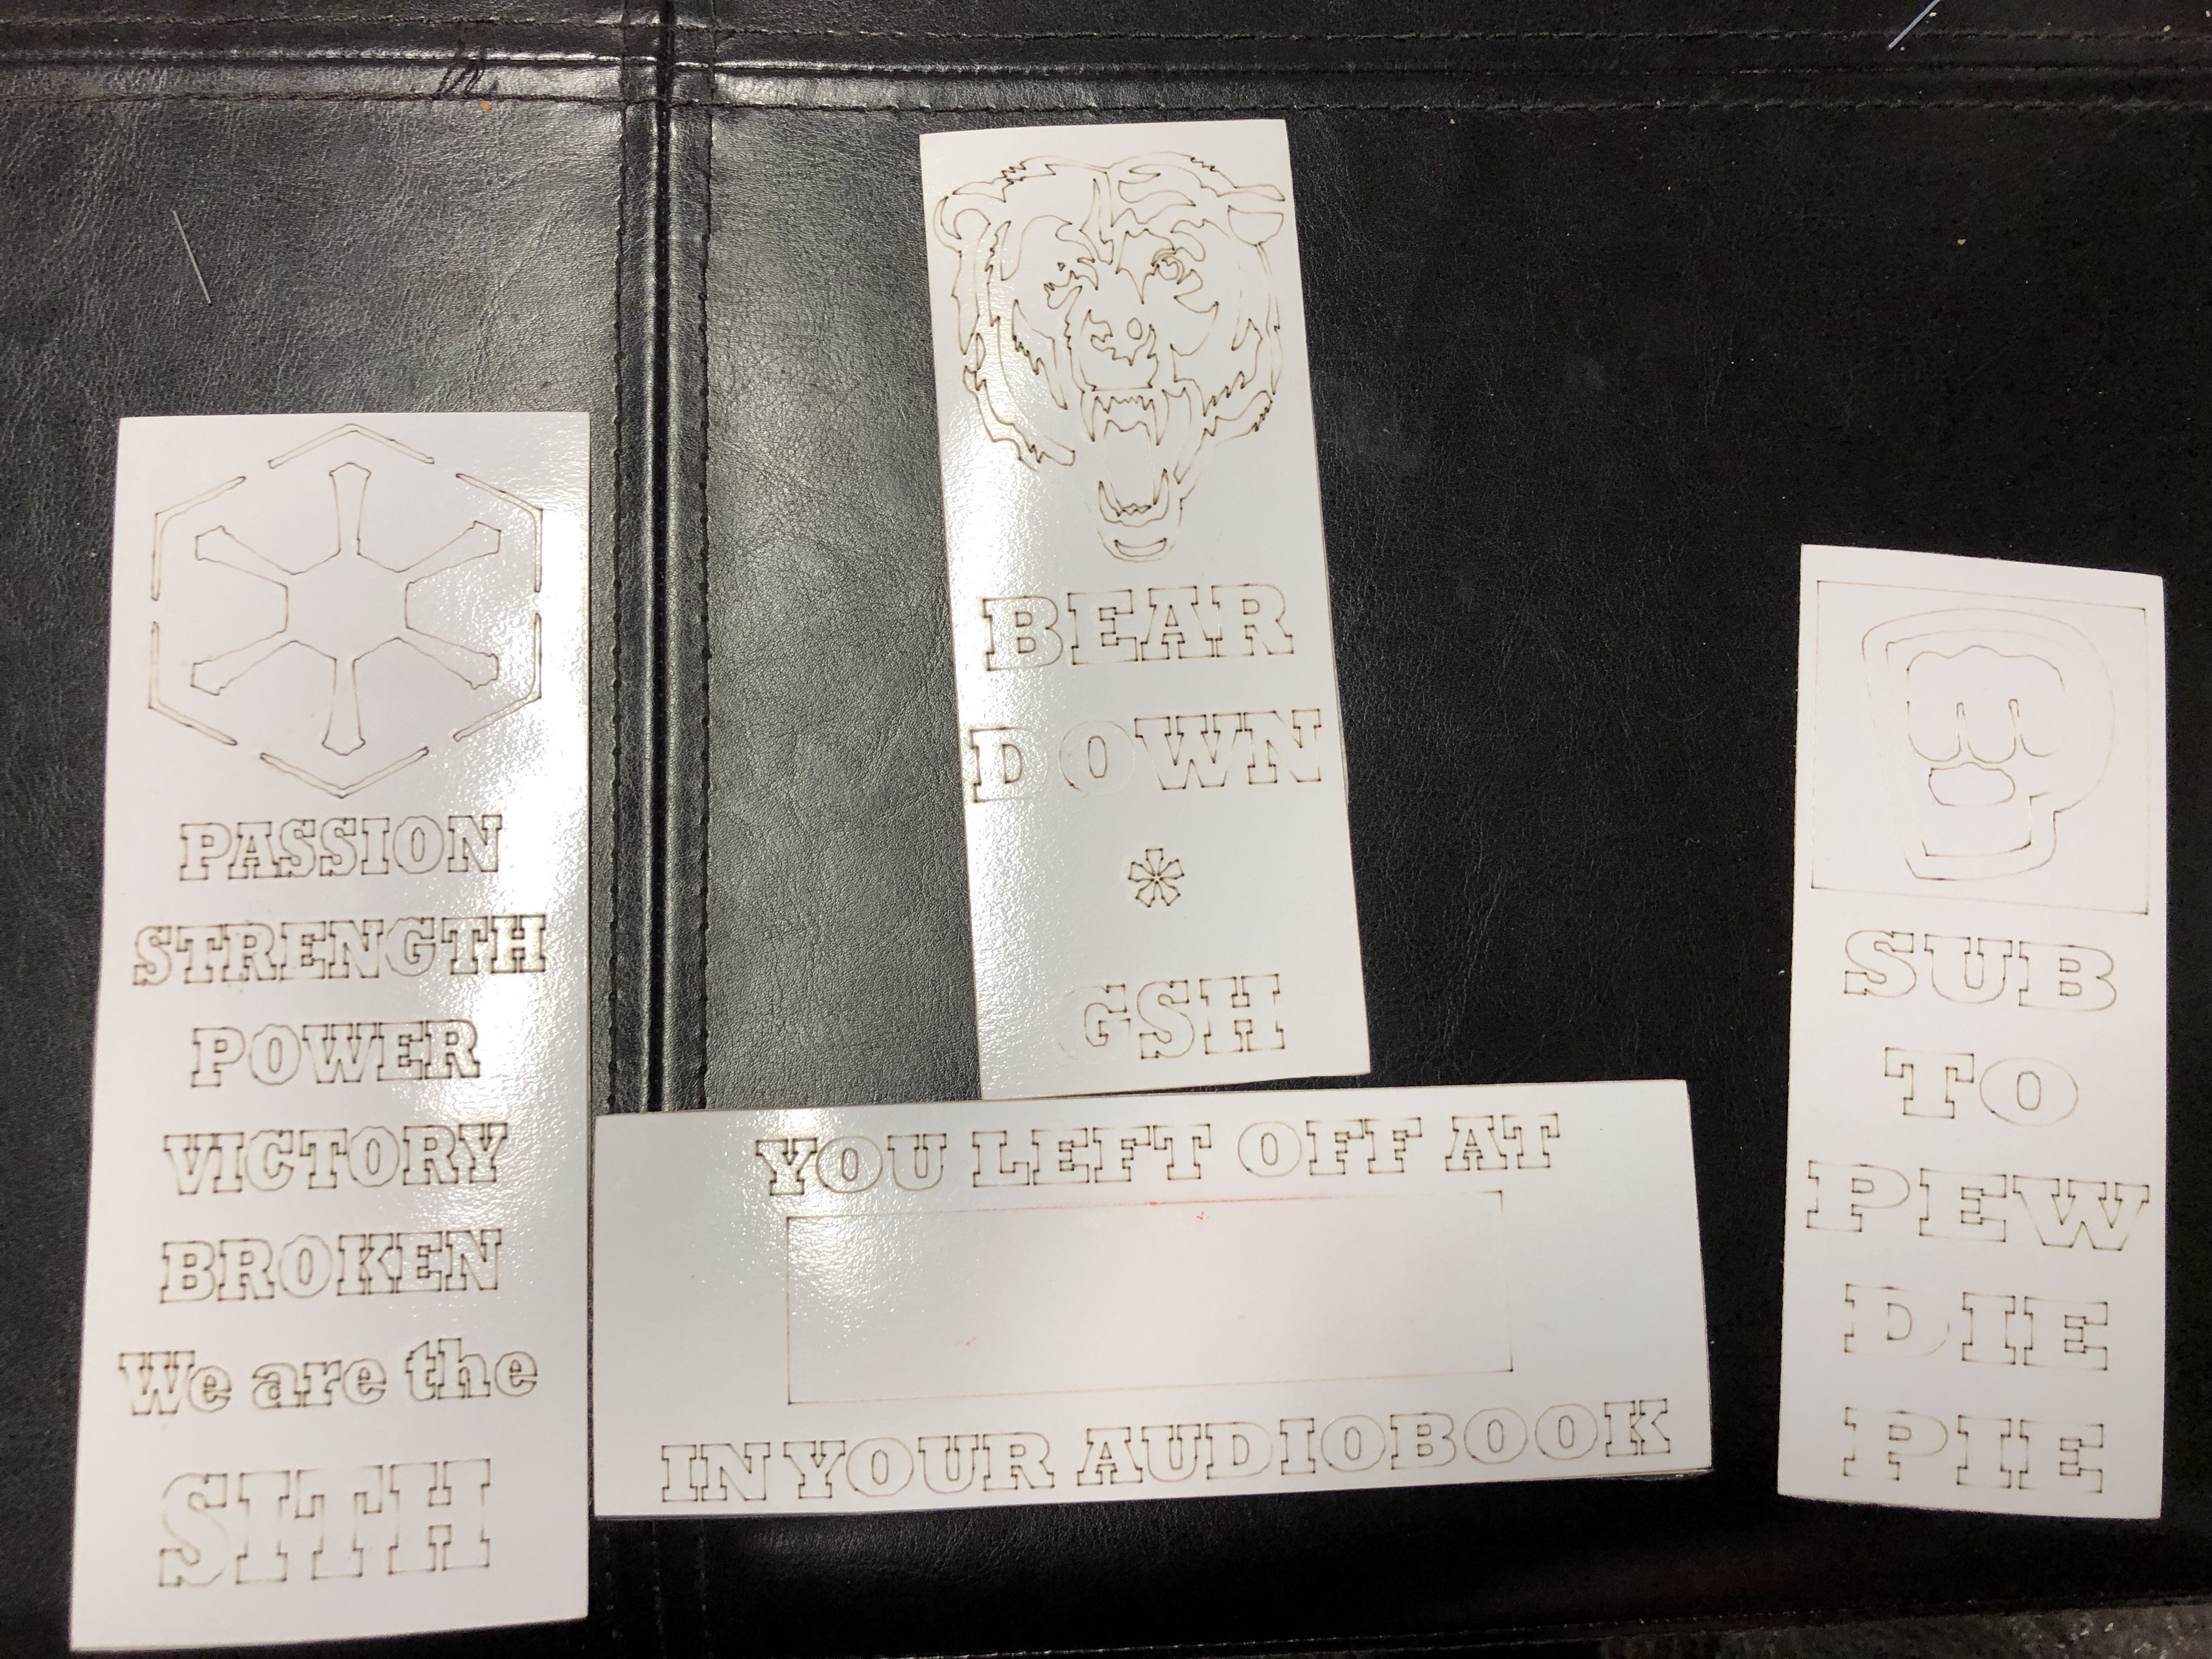 PASSION
STRENGTH
POWER
VICTORY
BROKEN
We are the
SITH
BEAR
DOWN
*
GSH
YOU LEFT OFF AT
IN YOUR AUDIOBOOK
SUB
TO
PEW
DIE
PIE